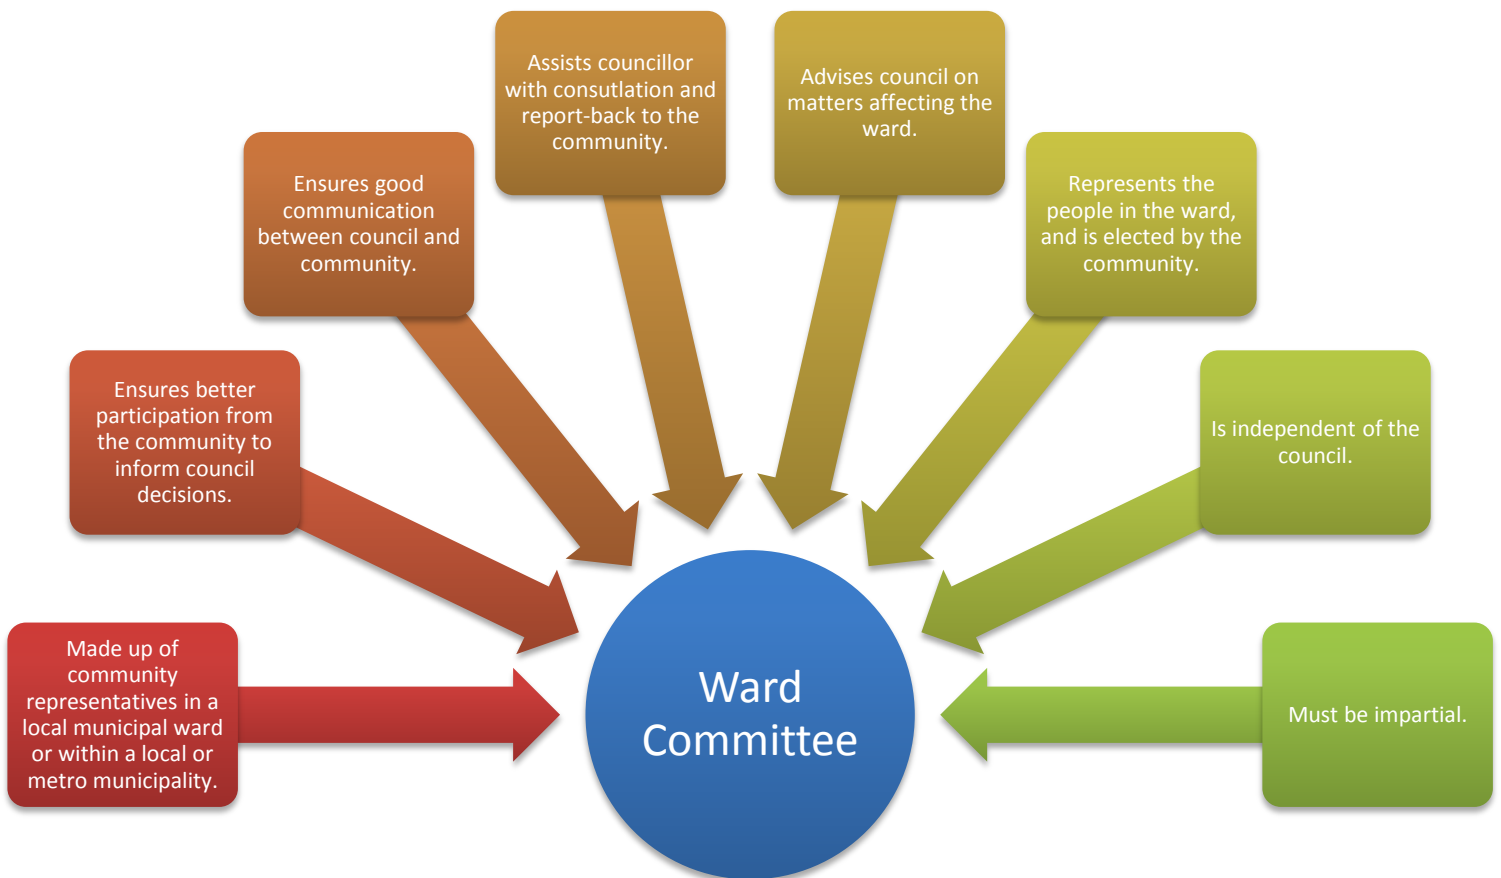 Made up of
community
representatives in a
local municipal ward
or within a local or
metro municipality.
Ensures better
participation from
the community to
inform council
decisions.
Ensures good
communication
between council and
community.
Assists councillor
with consutlation and
report-back to the
community.
Advises council on
matters affecting the
ward.
Represents the
people in the ward,
and is elected by the
community.
Is independent of the
council.
Must be impartial.
Ward
Committee